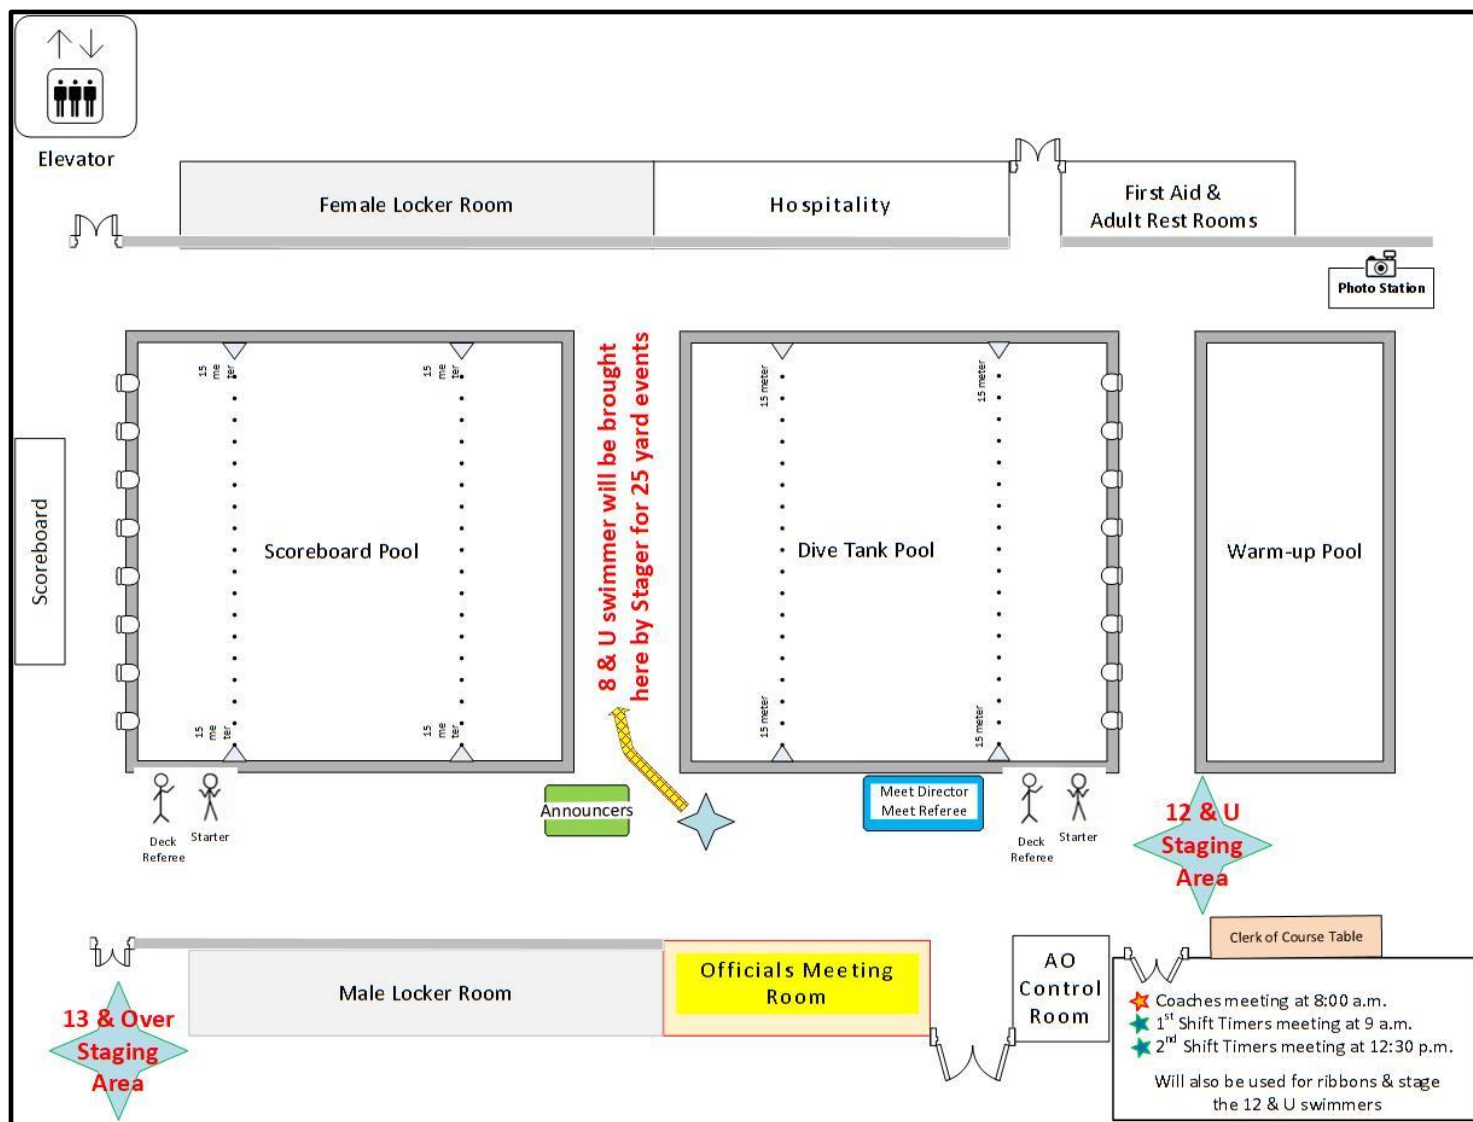 Elevator
Female Locker Room
Hospitality
First Aid &
Adult Rest Rooms
Photo Station
15
me
ter
15
me
ter
8 & U swimmer will be brought
here by Stager for 25 yard events
15 meter
15 meter
Scoreboard
Scoreboard Pool
Dive Tank Pool
Warm-up Pool
15
me
ter
15
me
ter
15 meter
15 meter
Deck
Referee
Starter
Announcers
Meet Director
Meet Referee
Deck
Referee
Starter
12 & U
Staging
Area
Clerk of Course Table
Male Locker Room
Officials Meeting
Room
AO
Control
Room
13 & Over
Staging
Area
Coaches meeting at 8:00 a.m.
1st Shift Timers meeting at 9 a.m.
2nd Shift Timers meeting at 12:30 p.m.
Will also be used for ribbons & stage
the 12 & U swimmers